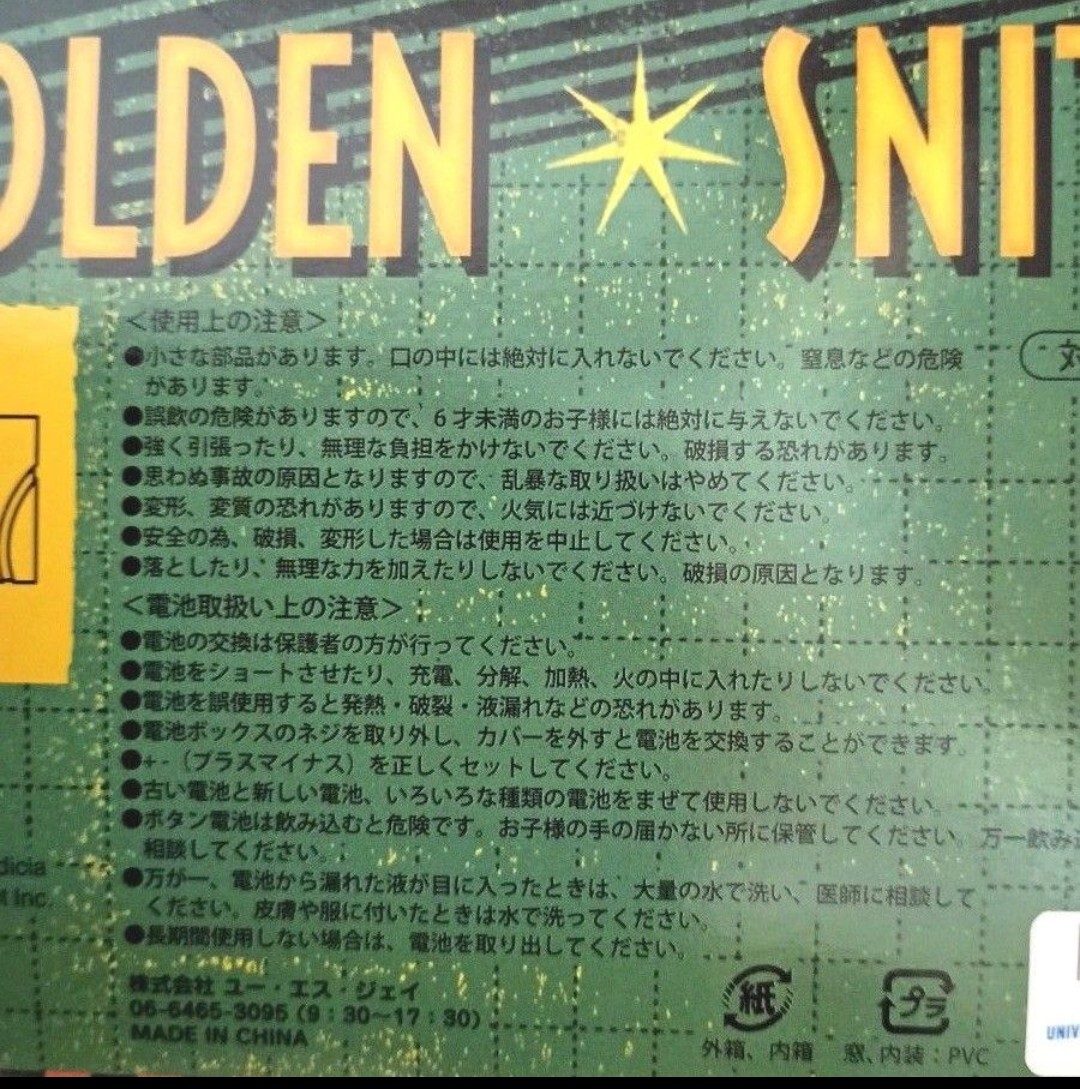 OLDEN SNIT
＜使用上の注意＞
●小さな部品があります。口の中には絶対に入れないでください。窒息などの危険
があります。
対
●誤飲の危険がありますので、6才未満のお子様には絶対に与えないでください。
●強く引張ったり、無理な負担をかけないでください。破損する恐れがあります。
●思わぬ事故の原因となりますので、乱暴な取り扱いはやめてください。
●変形、変質の恐れがありますので、火気には近づけないでください。
●安全の為、破損、変形した場合は使用を中止してください。
●落としたり、無理な力を加えたりしないでください。破損の原因となります。
＜電池取扱い上の注意＞
●電池の交換は保護者の方が行ってください。
●電池をショートさせたり、充電、分解、加熱、火の中に入れたりしないでください。
●電池を誤使用すると発熱・破裂・液漏れなどの恐れがあります。
●電池ボックスのネジを取り外し、カバーを外すと電池を交換することができます。
●+ -（プラスマイナス）を正しくセットしてください。
●古い電池と新しい電池、いろいろな種類の電池をまぜて使用しないでください。
●ボタン電池は飲み込むと危険です。お子様の手の届かない所に保管してください。万一飲み
相談してください。
●万が一、電池から漏れた液が目に入ったときは、大量の水で洗い、医師に相談して
ください。皮膚や服に付いたときは水で洗ってください。
●長期間使用しない場合は、電池を取り出してください。
dicia
t Inc.
株式会社 ユー・エス・ジェイ
06-6465-3095（9：30～17：30）
MADE IN CHINA
紙
プラ
外箱、内箱
窓、内装：PVC
UNIV